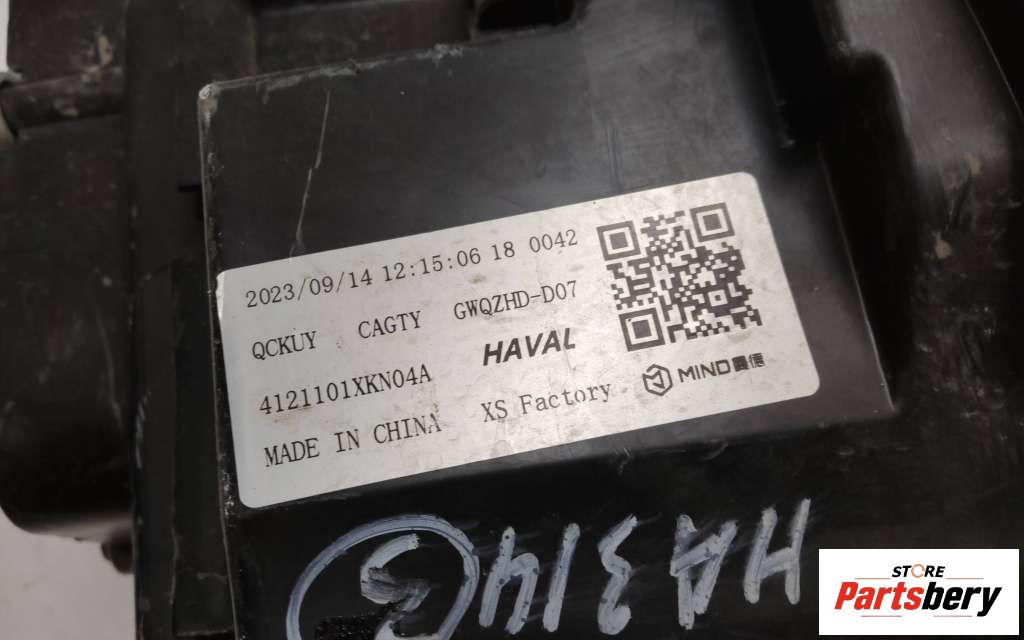 2023/09/14 12:15:06 18 0042
QCKUY CAGTY GWQZHD-D07
4121101XKN04A HAVAL
MADE IN CHINA XS Factory MIND
STORE
Partsbery